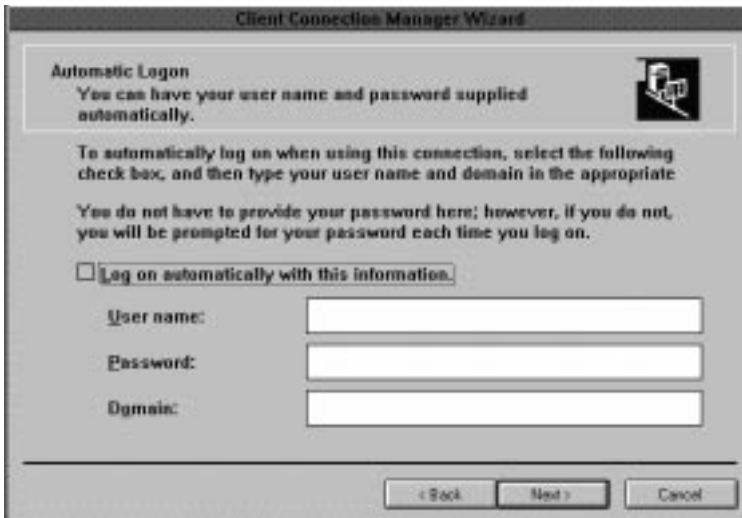 Client Connection Manager Wizard
Automatic Logon
You can have your user name and password supplied
automatically.
To automatically log on when using this connection, select the following
check box, and then type your user name and domain in the appropriate
You do not have to provide your password here; however, if you do not,
you will be prompted for your password each time you log on.
Log on automatically with this information.
User name:
Password:
Domain:
< Back
Next >
Cancel